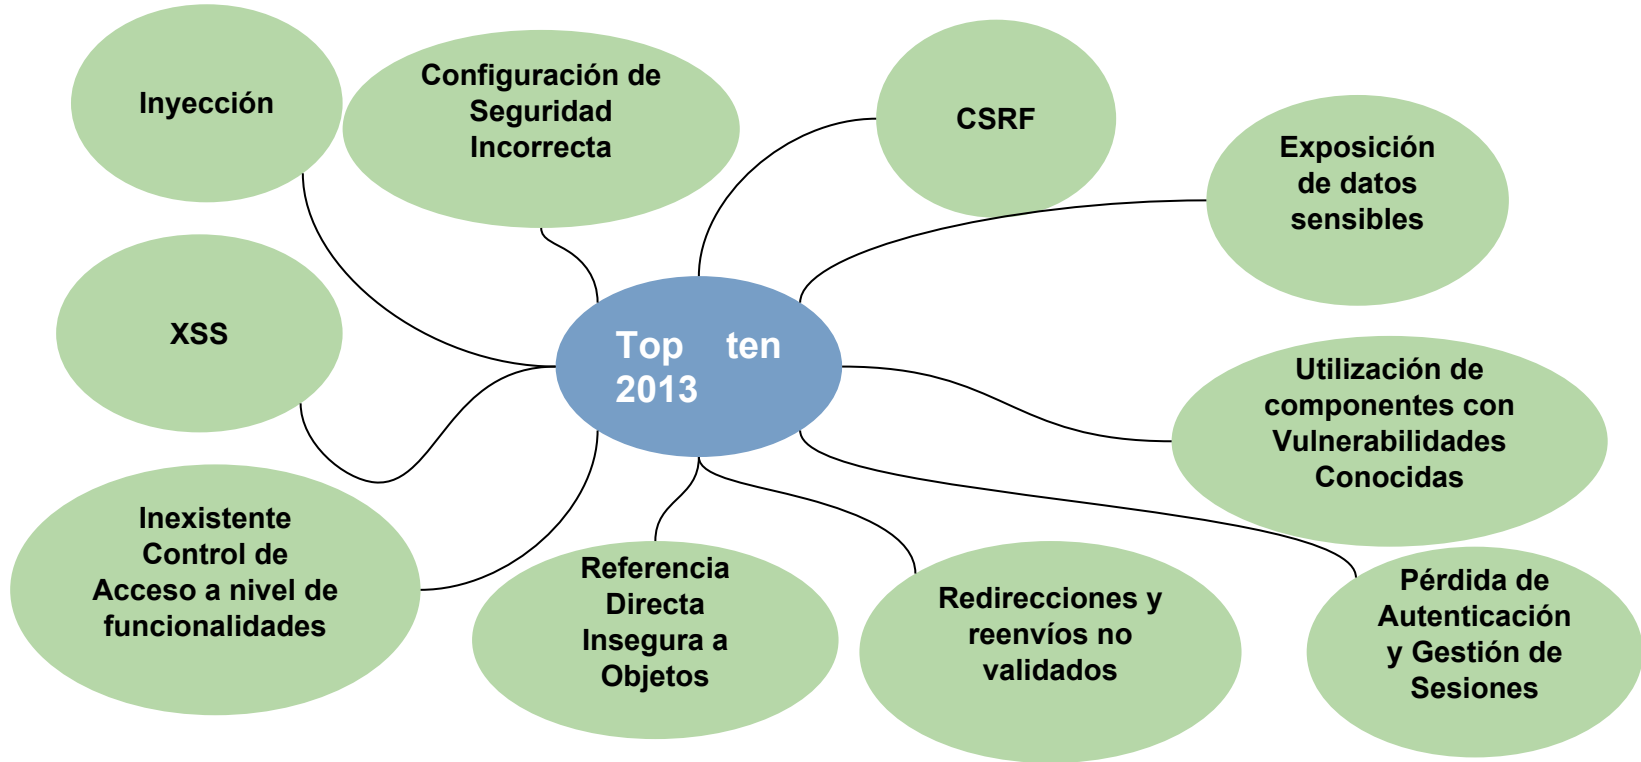 Inyección
Configuración de
Seguridad
Incorrecta
CSRF
Exposición
de datos
sensibles
XSS
Top ten
2013
Utilización de
componentes con
Vulnerabilidades
Conocidas
Inexistente
Control de
Acceso a nivel de
funcionalidades
Referencia
Directa
Insegura a
Objetos
Redirecciones y
reenvíos no
validados
Pérdida de
Autenticación
y Gestión de
Sesiones